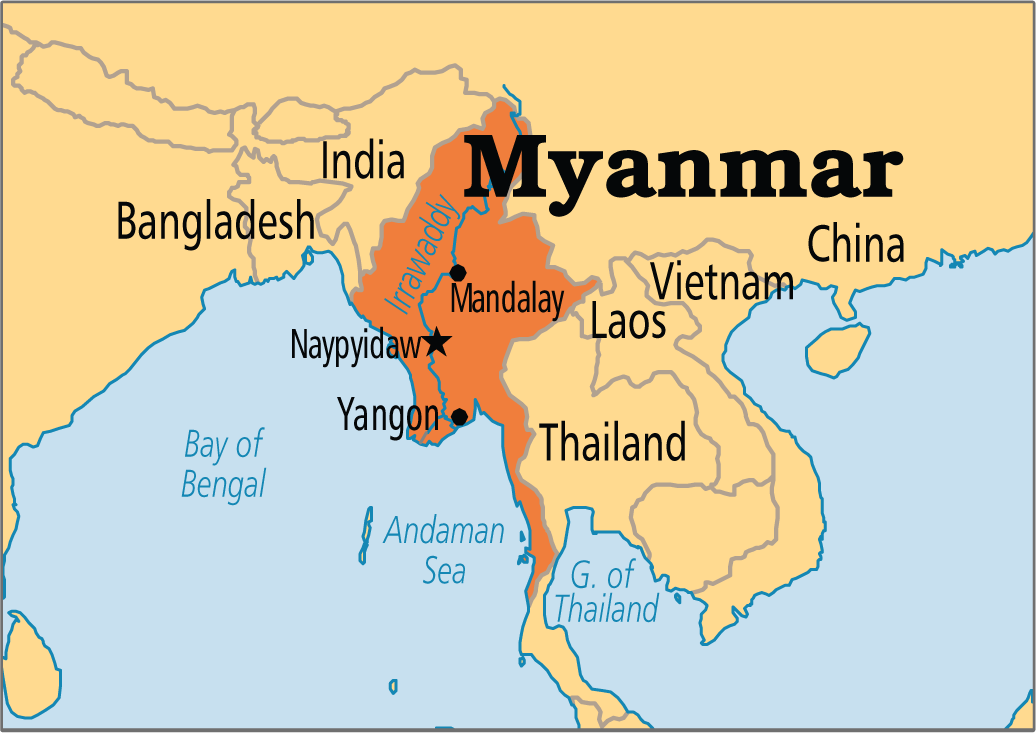 Myanmar
India
Bangladesh
China
Irrawaddy
Vietnam
Mandalay
Laos
Naypyidaw
Yangon
Thailand
Bay of
Bengal
Andaman
Sea
G. of
Thailand